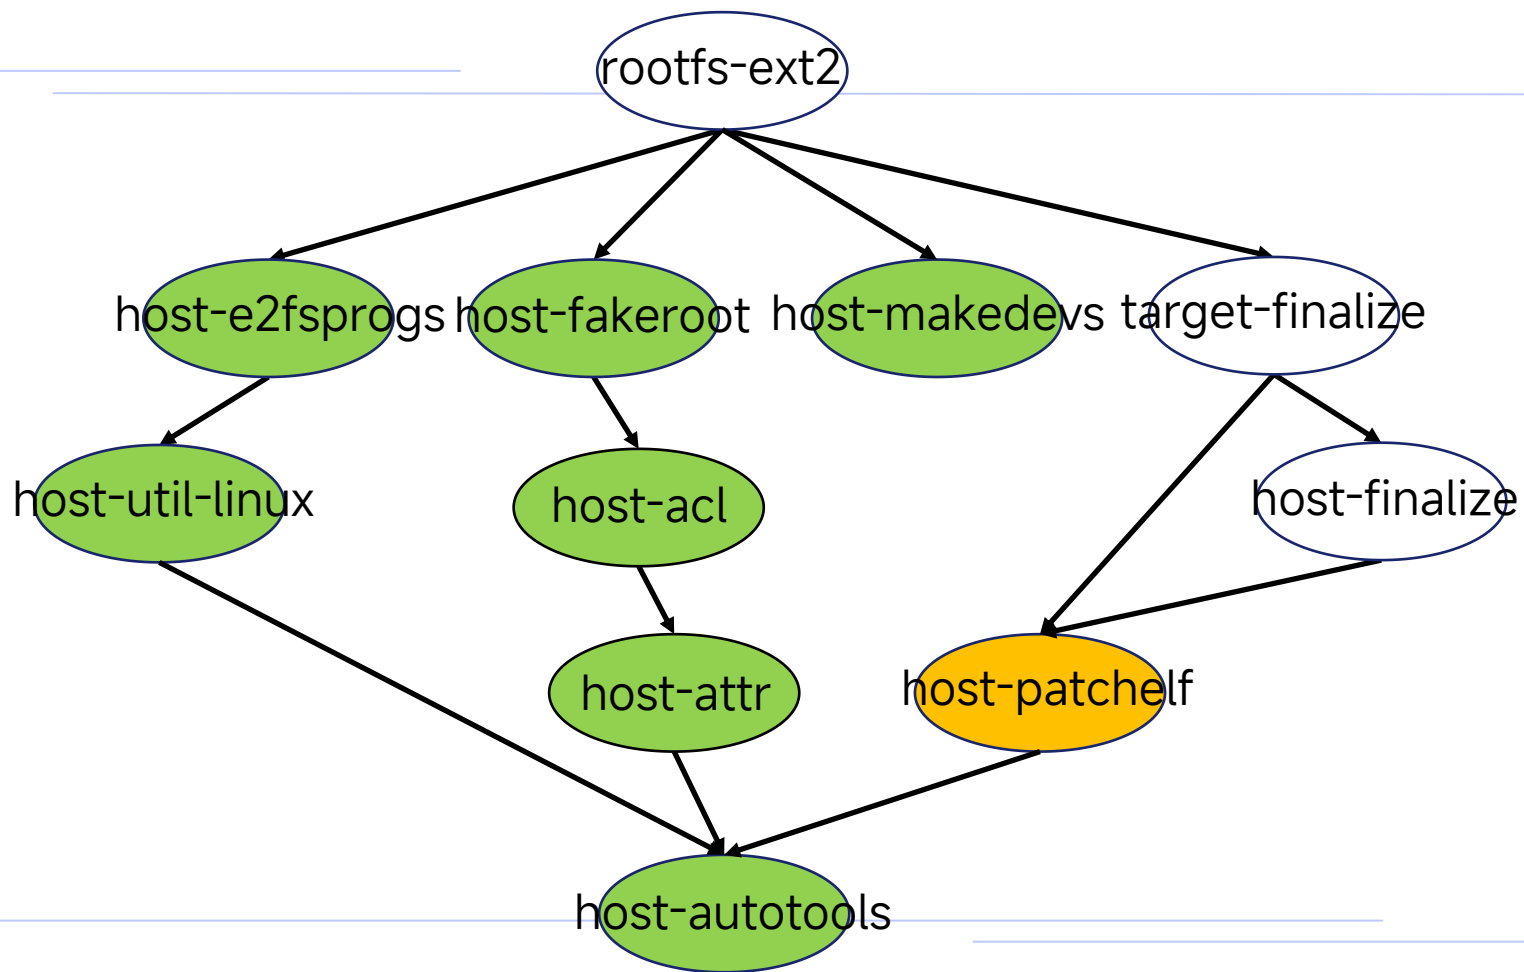 rootfs-ext2
host-e2fsprogs
host-fakeroot
host-makedevs
target-finalize
host-util-linux
host-acl
host-finalize
host-attr
host-patchelf
host-autotools